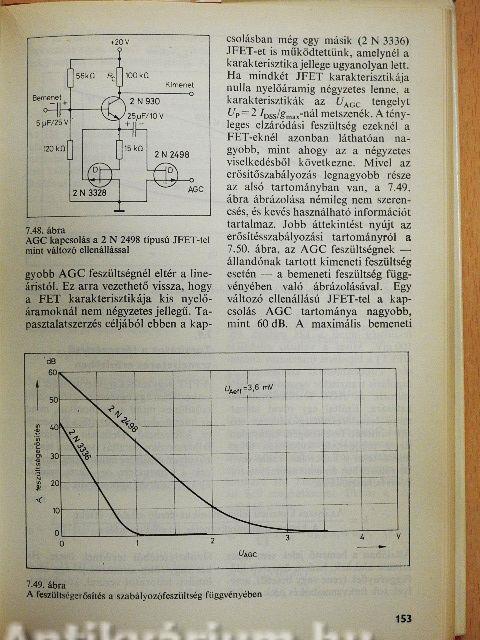 +20 V
56kΩ
R_C
100 kΩ
Kimenet
Bemenet
2N 930
5 µF/25 V
25µF/10 V
120 kΩ
15 kΩ
2 N 2498
D
D
2 N 3328
AGC
7.48. ábra
AGC kapcsolás a 2 N 2498 típusú JFET-tel
mint változó ellenállással
gyobb AGC feszültségnél eltér a line-
áristól. Ez arra vezethető vissza, hogy
a FET karakterisztikája kis nyelő-
áramoknál nem négyzetes jellegű. Ta-
pasztalatszerzés céljából ebben a kap-
csolásban még egy másik (2 N 3336)
JFET-et is működtettünk, amelynél a
karakterisztika jellege ugyanolyan lett.
Ha mindkét JFET karakterisztikája
nulla nyelőáramig négyzetes lenne, a
karakterisztikák az U_AGC tengelyt
U_P=2 I_DSS/g_max-nál metszenék. A tény-
leges elzáródási feszültség ezeknél a
FET-eknél azonban láthatóan na-
gyobb, mint ahogy az a négyzetes
viselkedésből következne. Mivel az
erősítőszabályozás legnagyobb része
az alsó tartományban van, a 7.49.
ábra ábrázolása némileg nem szeren-
csés, és kevés használható információt
tartalmaz. Jobb áttekintést nyújt az
erősítésszabályozási tartományról a
7.50. ábra, az AGC feszültségnek —
állandónak tartott kimeneti feszültség
esetén — a bemeneti feszültség függ-
vényében való ábrázolásával. Egy
változó ellenállású JFET-tel a kap-
csolás AGC tartománya nagyobb,
mint 60 dB. A maximális bemeneti
dB
60
50
40
30
20
10
0
A feszültségerősítés
2 N 2498
2 N 3336
U_Aeff=3,6 mV
0
1
2
3
4
V
U_AGC
7.49. ábra
A feszültségerősítés a szabályozófeszültség függvényében
153
Antikvárium.hu